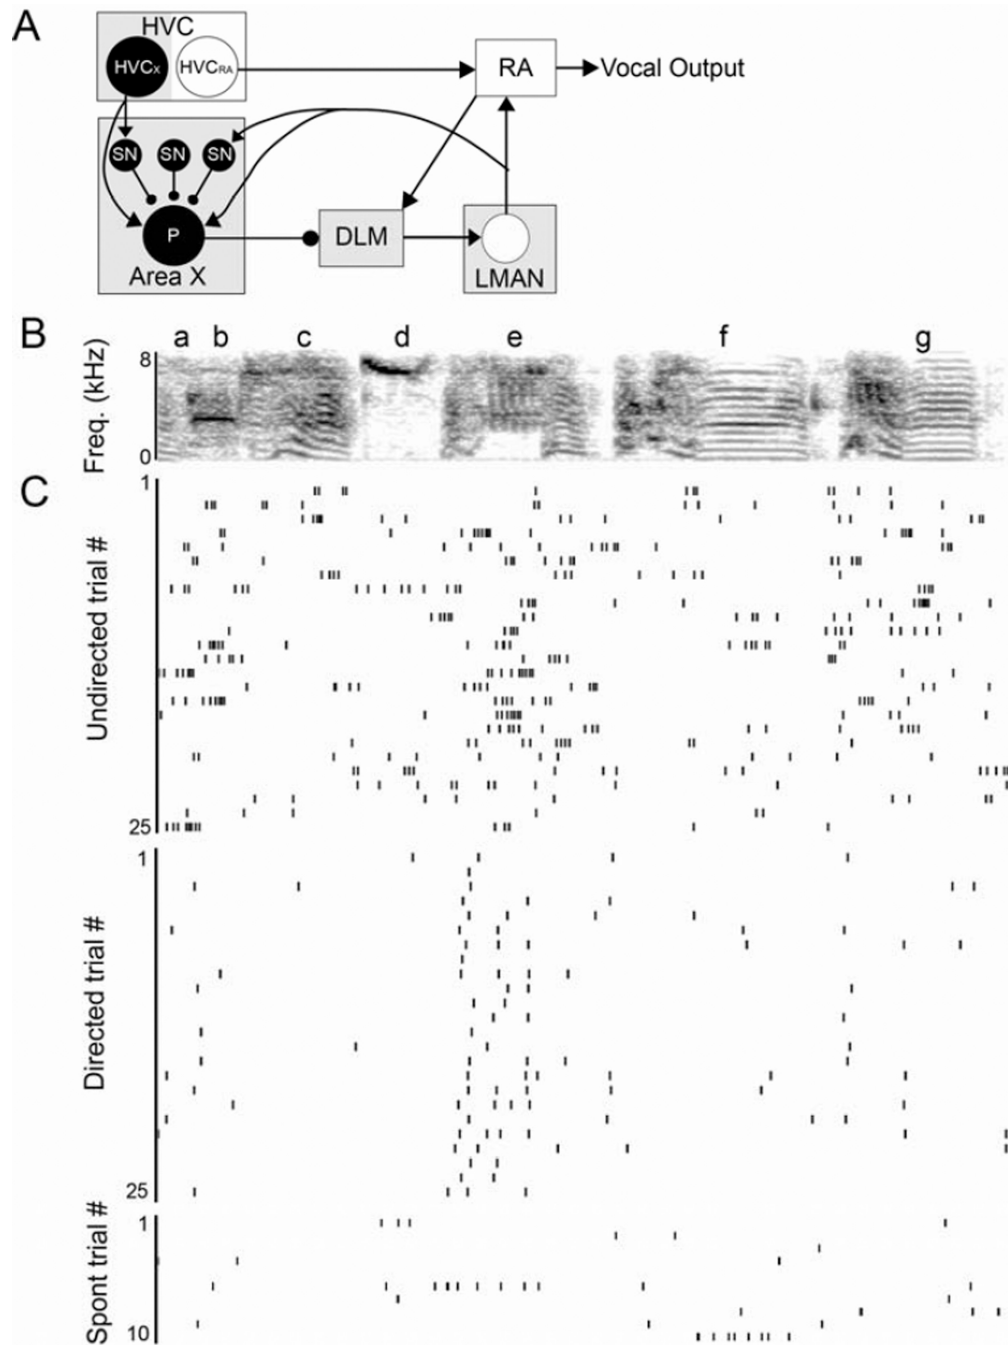 A
HVC
HVCX HVCRA
RA Vocal Output
SN SN SN
P
DLM
Area X
LMAN
B
a b c d e f g
Freq. (kHz)
8
0
C
Undirected trial #
1
25
Directed trial #
1
25
Spont trial #
1
10